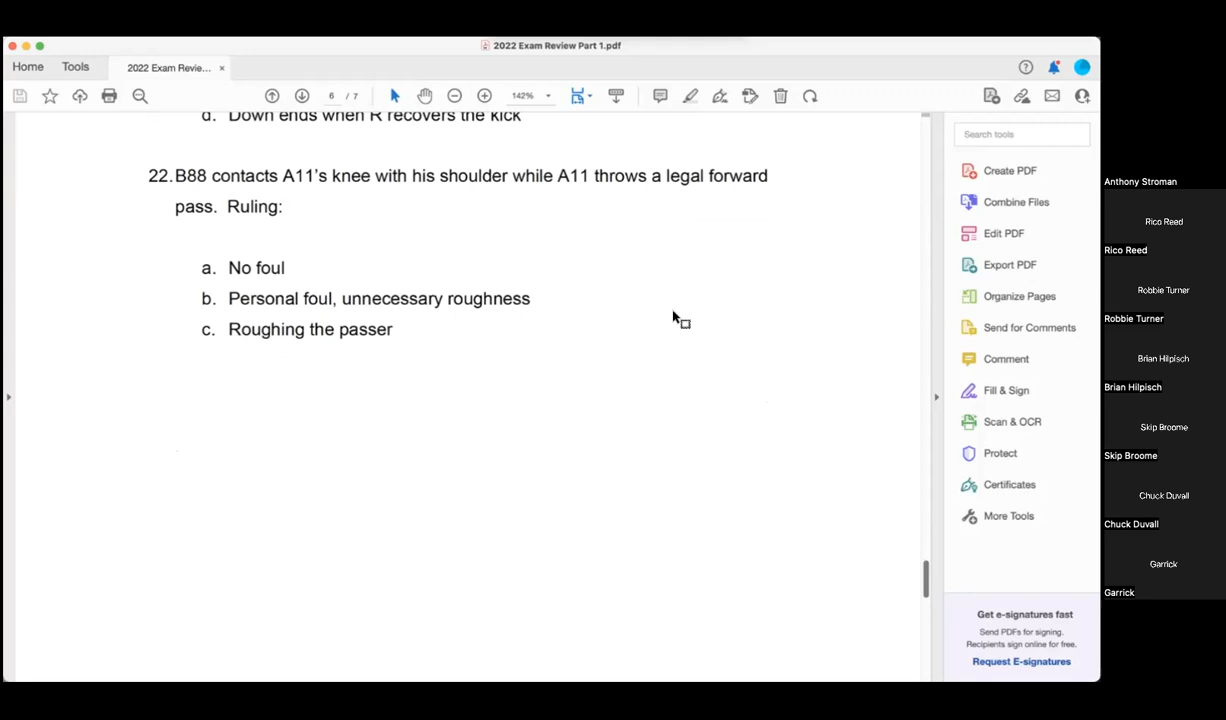 2022 Exam Review Part 1.pdf
Home
Tools
2022 Exam Revie... ×
6 / 7
142%
d. Down ends when R recovers the kick
22. B88 contacts A11's knee with his shoulder while A11 throws a legal forward
pass. Ruling:
a. No foul
b. Personal foul, unnecessary roughness
c. Roughing the passer
Search tools
Create PDF
Combine Files
Edit PDF
Export PDF
Organize Pages
Send for Comments
Comment
Fill & Sign
Scan & OCR
Protect
Certificates
More Tools
Get e-signatures fast
Send PDFs for signing.
Recipients sign online for free.
Request E-signatures
Anthony Stroman
Rico Reed
Rico Reed
Robbie Turner
Robbie Turner
Brian Hilpisch
Brian Hilpisch
Skip Broome
Skip Broome
Chuck Duvall
Chuck Duvall
Garrick
Garrick